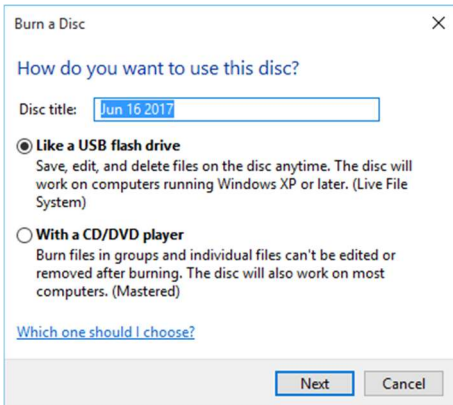 Burn a Disc
How do you want to use this disc?
Disc title: Jun 16 2017
Like a USB flash drive
Save, edit, and delete files on the disc anytime. The disc will
work on computers running Windows XP or later. (Live File
System)
With a CD/DVD player
Burn files in groups and individual files can't be edited or
removed after burning. The disc will also work on most
computers. (Mastered)
Which one should I choose?
Next Cancel